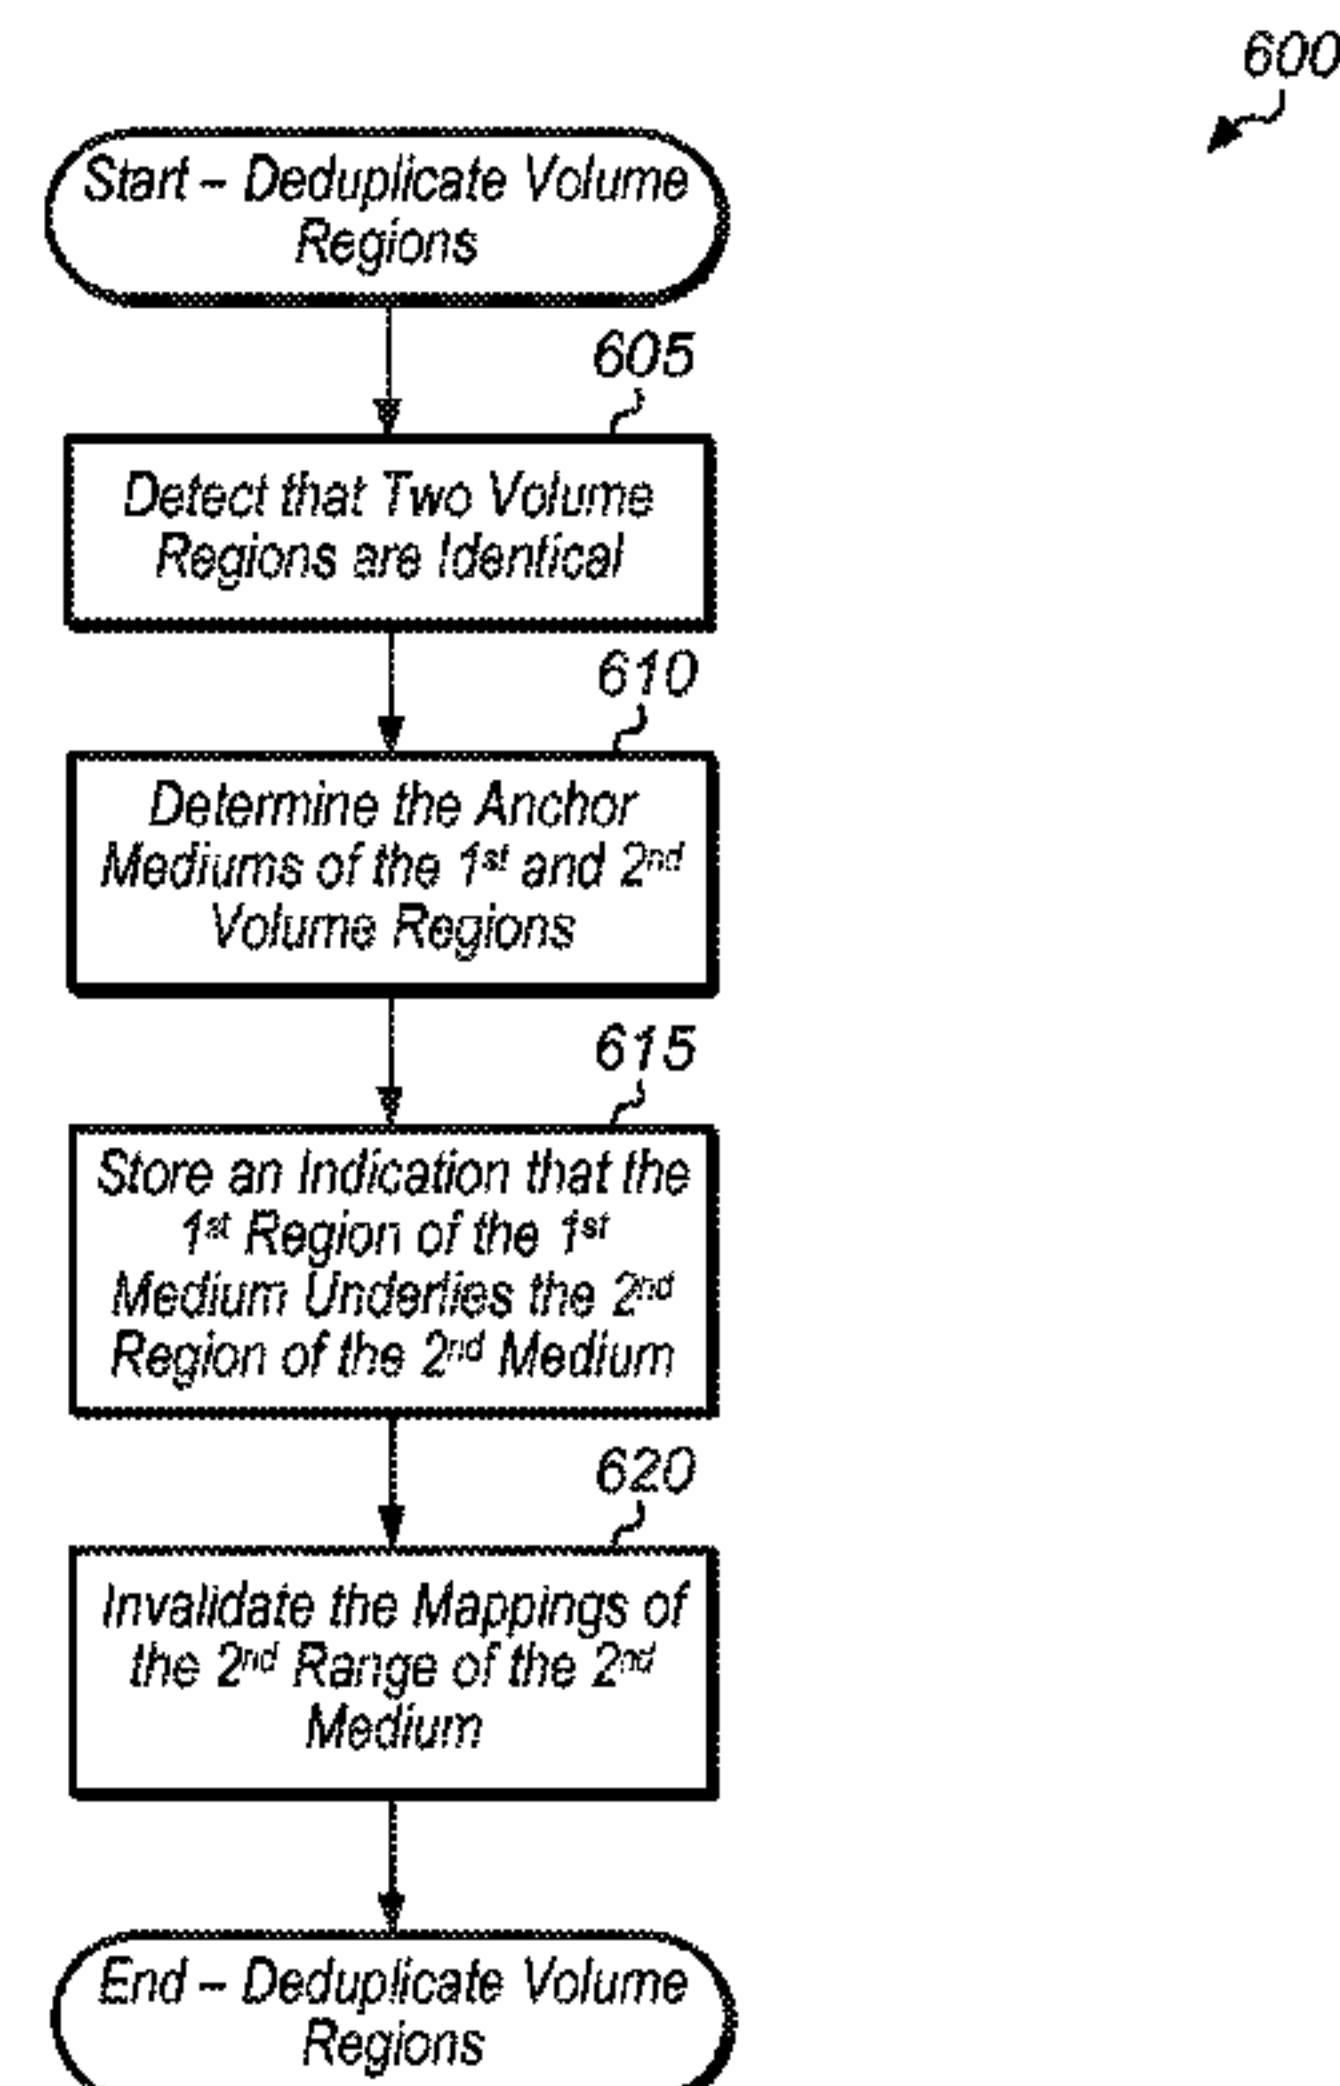 600
Start – Deduplicate Volume
Regions
605
Detect that Two Volume
Regions are Identical
610
Determine the Anchor
Mediums of the 1st and 2nd
Volume Regions
615
Store an Indication that the
1st Region of the 1st
Medium Underlies the 2nd
Region of the 2nd Medium
620
Invalidate the Mappings of
the 2nd Range of the 2nd
Medium
End – Deduplicate Volume
Regions